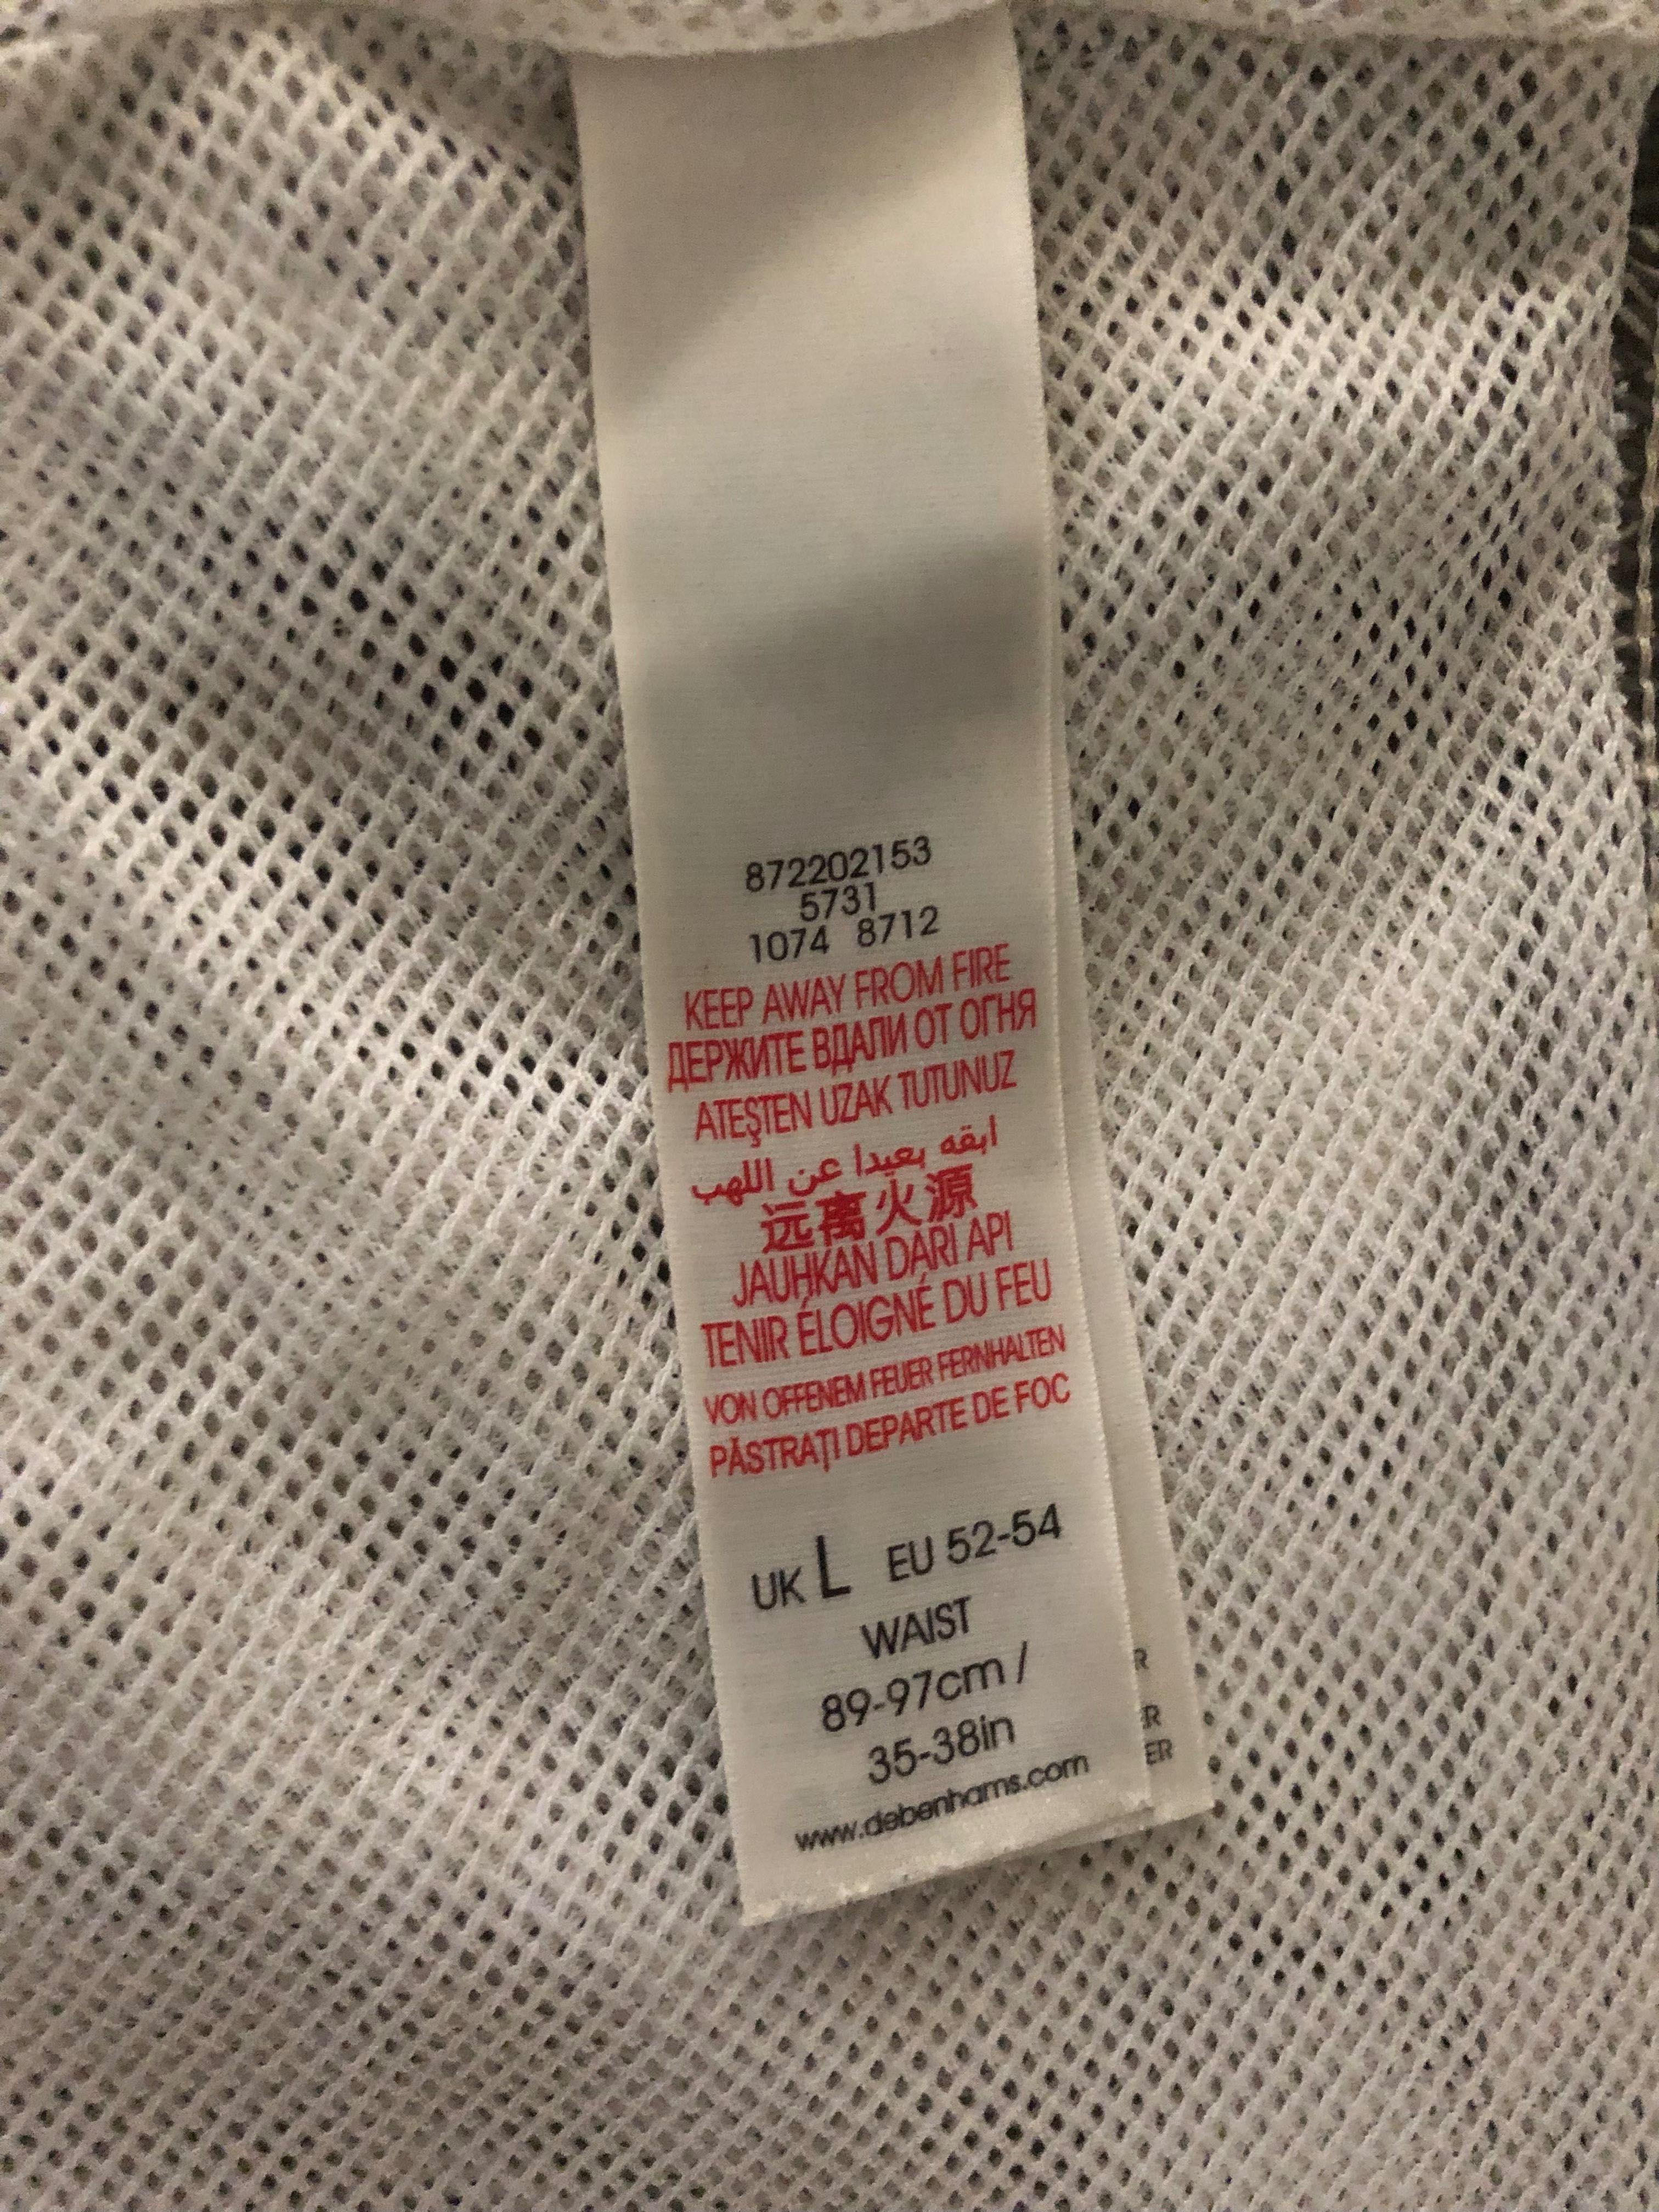 872202153
5731
1074 8712
KEEP AWAY FROM FIRE
ДЕРЖИТЕ ВДАЛИ ОТ ОГНЯ
ATEŞTEN UZAK TUTUNUZ
ابقه بعيدا عن اللهب
远离火源
JAUHKAN DARI API
TENIR ÉLOIGNÉ DU FEU
VON OFFENEM FEUER FERNHALTEN
PĂSTRAȚI DEPARTE DE FOC
UK L EU 52-54
WAIST
89-97cm /
35-38in
www.debenhams.com
R
ER